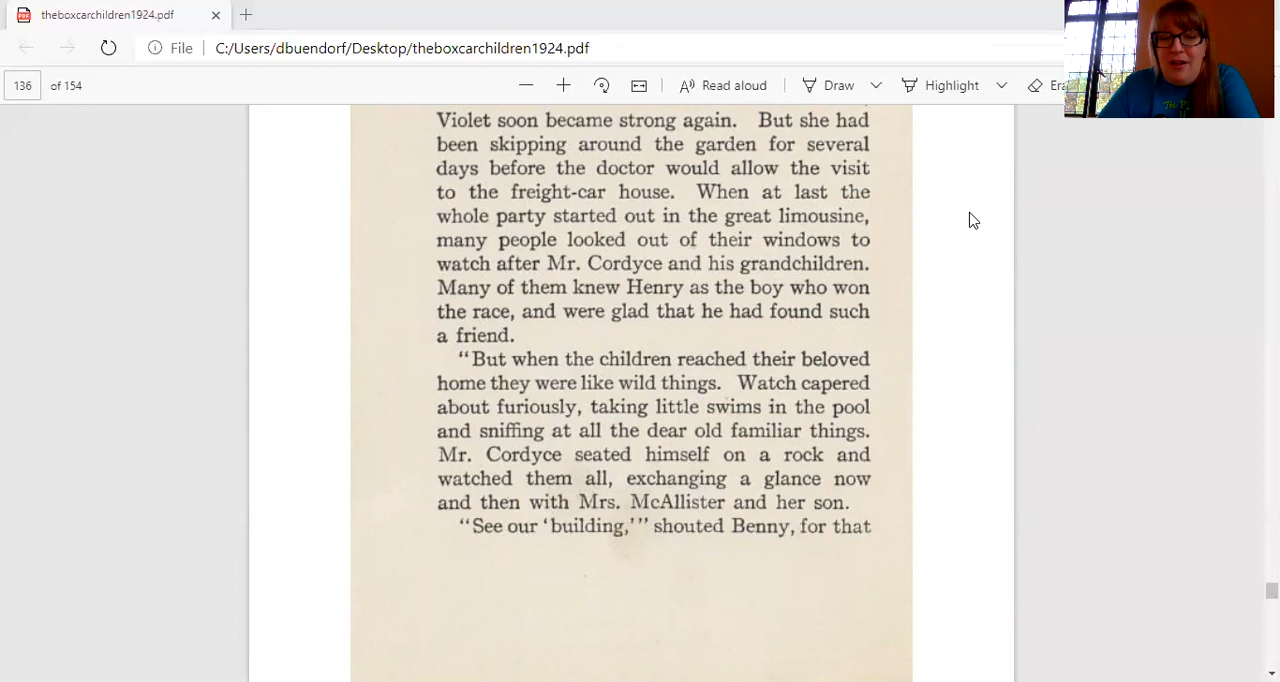 theboxcarchildren1924.pdf
File | C:/Users/dbuendorf/Desktop/theboxcarchildren1924.pdf
136 of 154
Read aloud
Draw
Highlight
Era
Violet soon became strong again. But she had
been skipping around the garden for several
days before the doctor would allow the visit
to the freight-car house. When at last the
whole party started out in the great limousine,
many people looked out of their windows to
watch after Mr. Cordyce and his grandchildren.
Many of them knew Henry as the boy who won
the race, and were glad that he had found such
a friend.
“But when the children reached their beloved
home they were like wild things. Watch capered
about furiously, taking little swims in the pool
and sniffing at all the dear old familiar things.
Mr. Cordyce seated himself on a rock and
watched them all, exchanging a glance now
and then with Mrs. McAllister and her son.
“See our ‘building,’” shouted Benny, for that